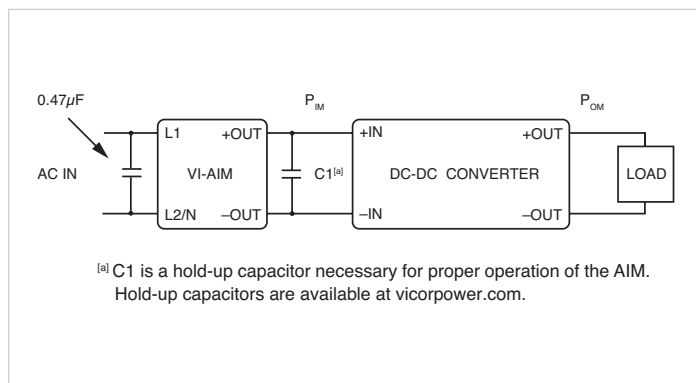 0.47µF
P_IM
P_OM
L1
+OUT
+IN
+OUT
AC IN
VI-AIM
C1[a]
DC-DC CONVERTER
LOAD
L2/N
–OUT
–IN
–OUT
[a] C1 is a hold-up capacitor necessary for proper operation of the AIM.
Hold-up capacitors are available at vicorpower.com.